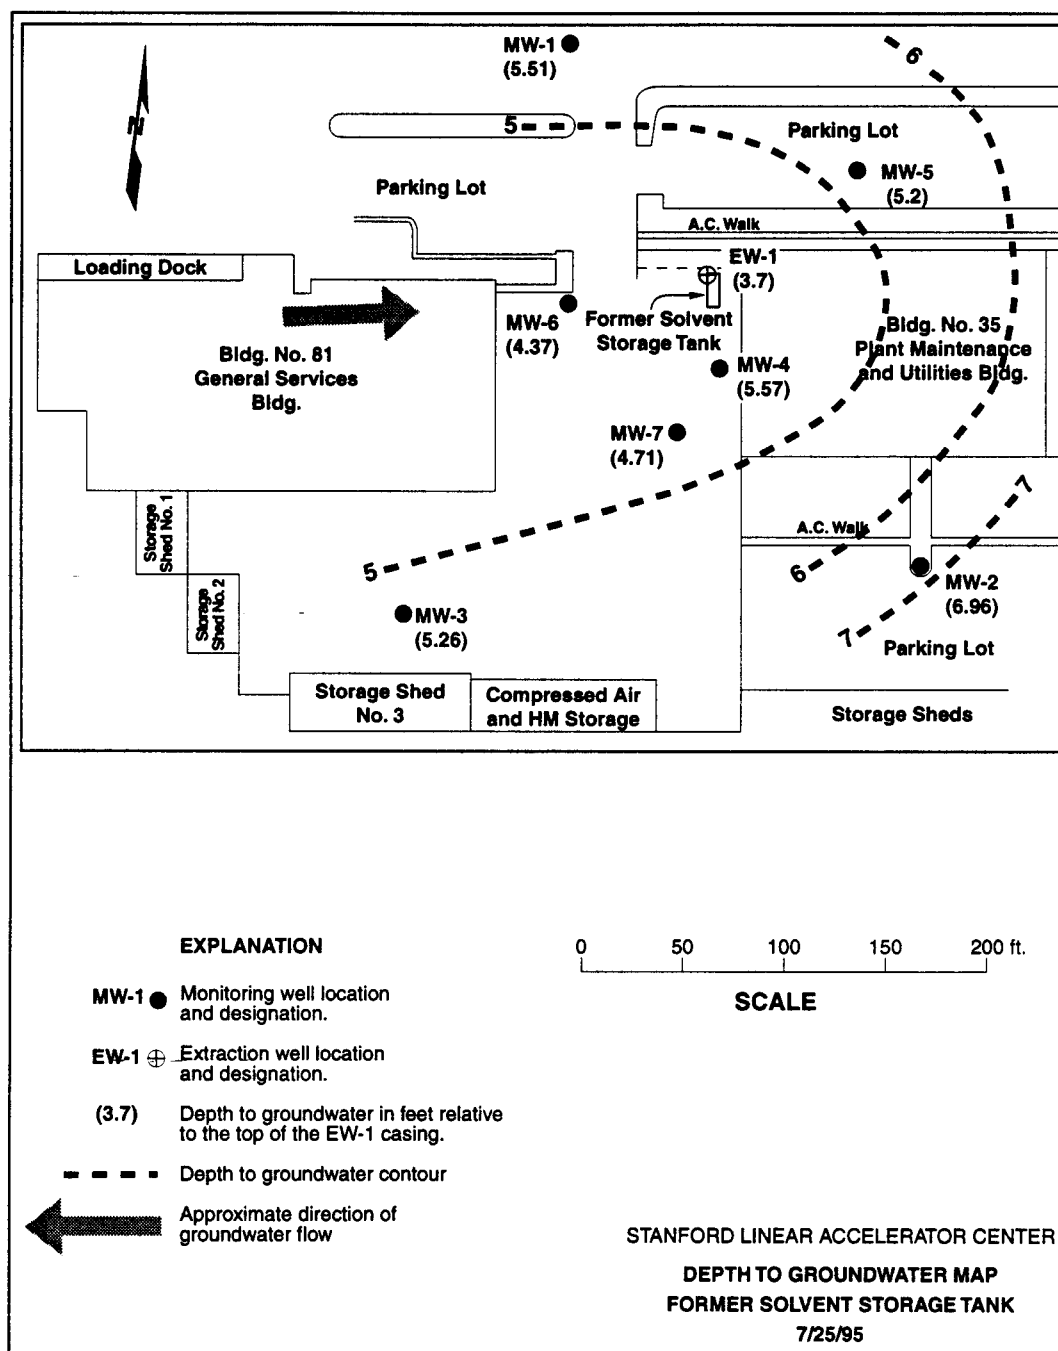 MW-1
(5.51)
6
N
5
Parking Lot
MW-5
(5.2)
Parking Lot
A.C. Walk
Loading Dock
EW-1
(3.7)
MW-6
(4.37)
Former Solvent
Storage Tank
Bldg. No. 35
Plant Maintenance
and Utilities Bldg.
Bldg. No. 81
General Services
Bldg.
MW-4
(5.57)
MW-7
(4.71)
7
Storage
Shed No. 1
A.C. Walk
5
6
MW-2
(6.96)
Storage
Shed No. 2
MW-3
(5.26)
7
Parking Lot
Storage Shed
No. 3
Compressed Air
and HM Storage
Storage Sheds
EXPLANATION
MW-1 Monitoring well location
and designation.
EW-1 Extraction well location
and designation.
(3.7) Depth to groundwater in feet relative
to the top of the EW-1 casing.
Depth to groundwater contour
Approximate direction of
groundwater flow
0 50 100 150 200 ft.
SCALE
STANFORD LINEAR ACCELERATOR CENTER
DEPTH TO GROUNDWATER MAP
FORMER SOLVENT STORAGE TANK
7/25/95